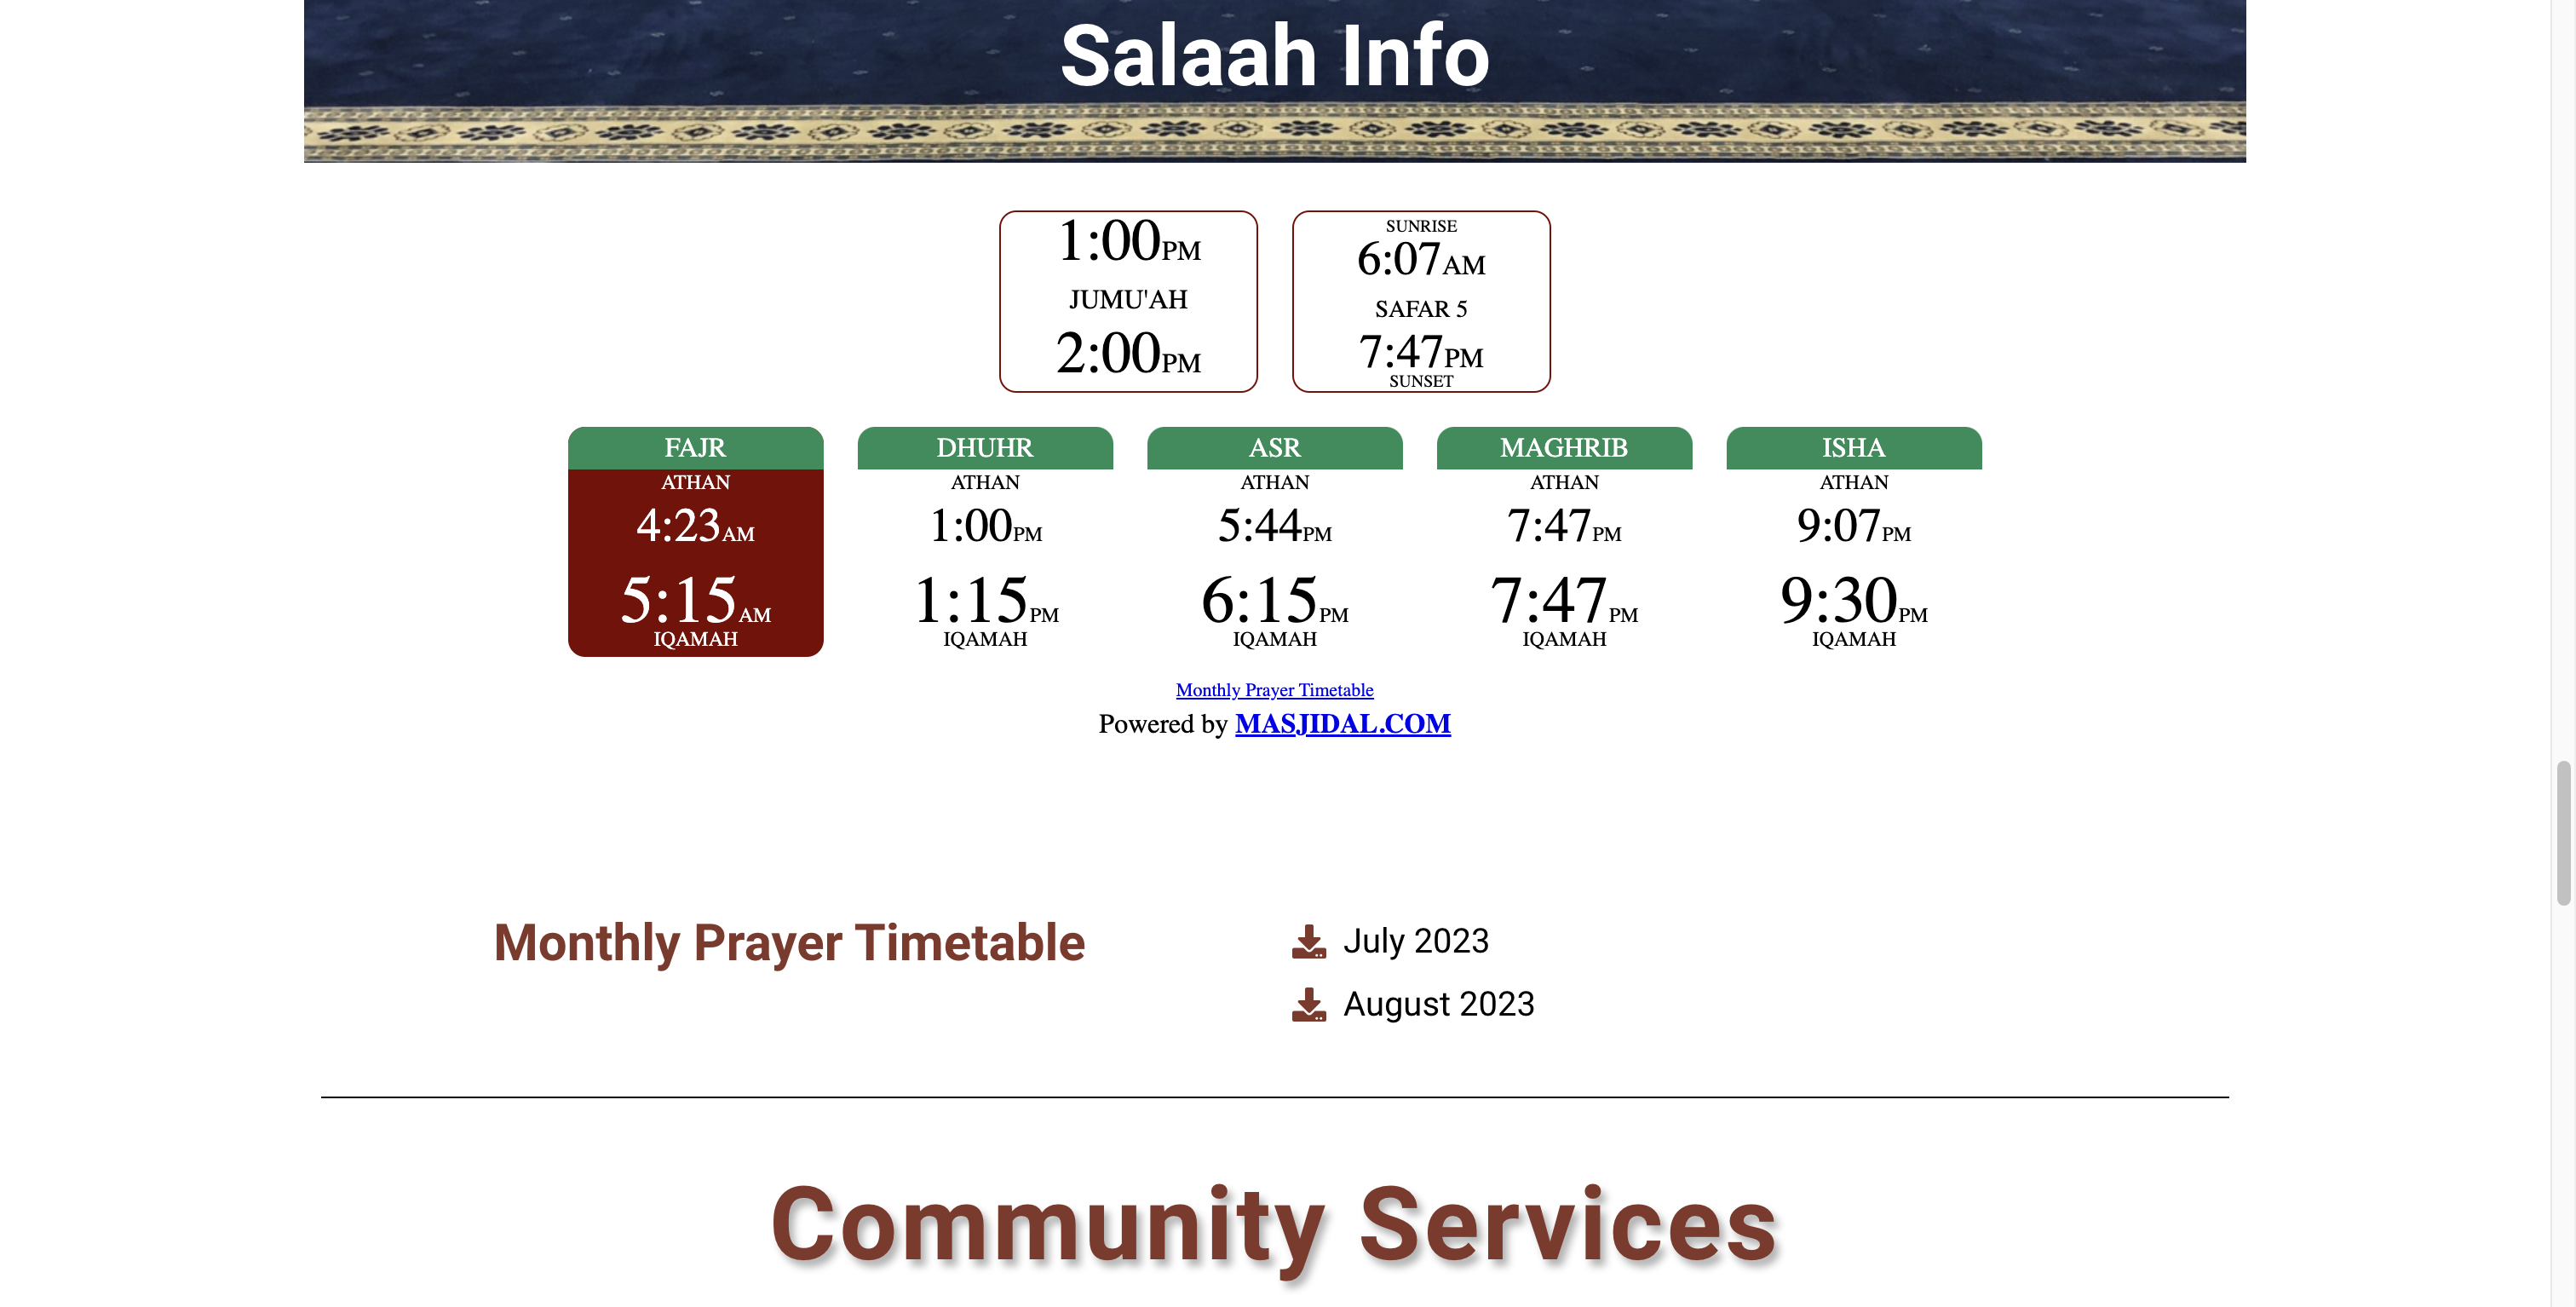 Salaah Info
1:00PM
JUMU'AH
2:00PM
SUNRISE
6:07AM
SAFAR 5
7:47PM
SUNSET
FAJR
ATHAN
4:23AM
5:15AM
IQAMAH
DHUHR
ATHAN
1:00PM
1:15PM
IQAMAH
ASR
ATHAN
5:44PM
6:15PM
IQAMAH
MAGHRIB
ATHAN
7:47PM
7:47PM
IQAMAH
ISHA
ATHAN
9:07PM
9:30PM
IQAMAH
Monthly Prayer Timetable
Powered by MASJIDAL.COM
Monthly Prayer Timetable
July 2023
August 2023
Community Services